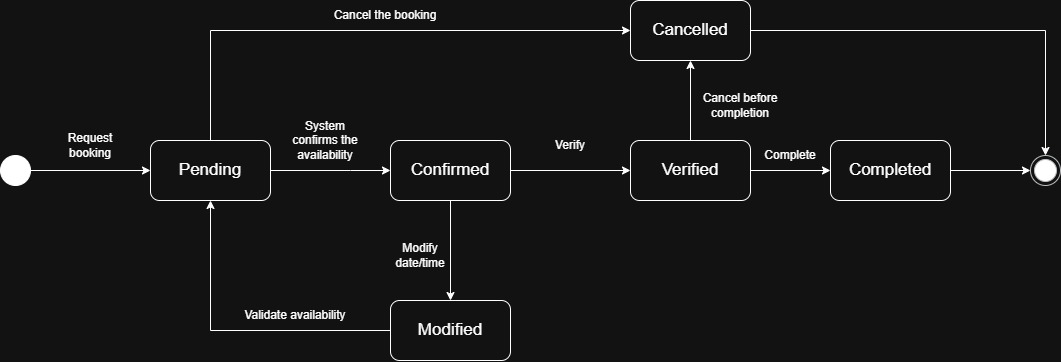 Cancel the booking
Cancelled
Cancel before
completion
Request
booking
System
confirms the
availability
Verify
Complete
Pending
Confirmed
Verified
Completed
Modify
date/time
Validate availability
Modified